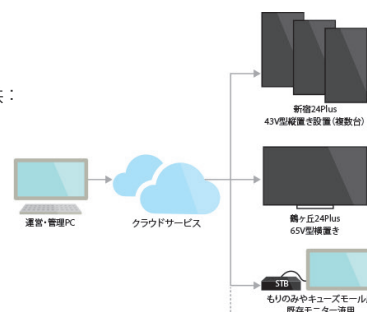 ：
新宿24Plus
43V型縦置き設置（複数台）
運営・管理PC
クラウドサービス
鶴ヶ丘24Plus
65V型横置き
STB
もりのみやキューズモール
既存モニター流用